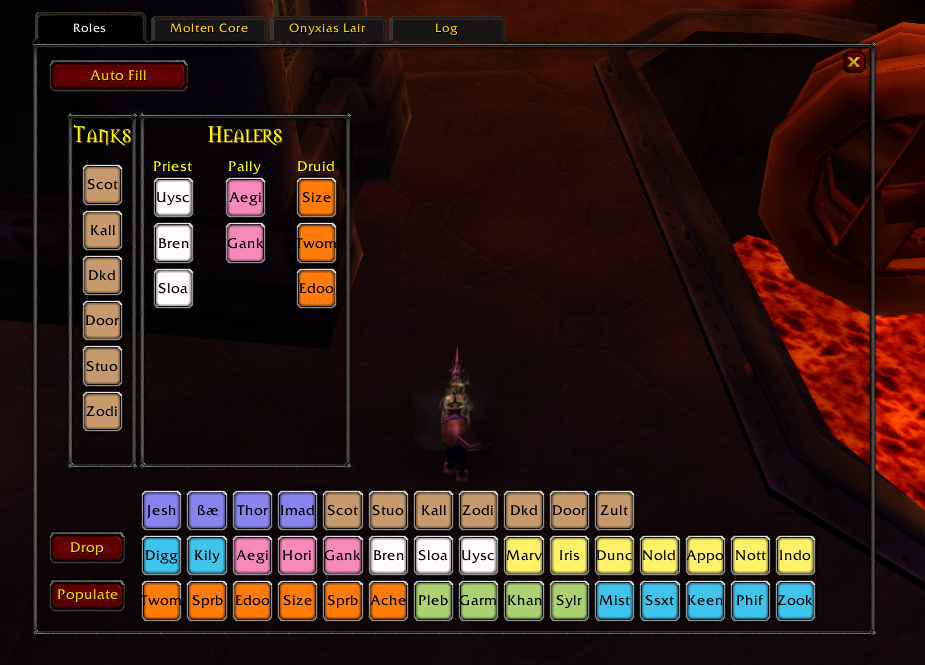 Roles Molten Core Onyxias Lair Log
Auto Fill
Tanks Healers
Priest Pally Druid
Scot Uysc Aegi Size
Kall Bren Gank Twom
Dkd Sloa Edoo
Door
Stuo
Zodi
Jesh ßæ Thor Imad Scot Stuo Kall Zodi Dkd Door Zult
Drop Digg Kily Aegi Hori Gank Bren Sloa Uysc Marv Iris Dunc Nold Appo Nott Indo
Populate Twom Sprb Edoo Size Sprb Ache Pleb Garm Khan Sylr Mist Ssxt Keen Phif Zook